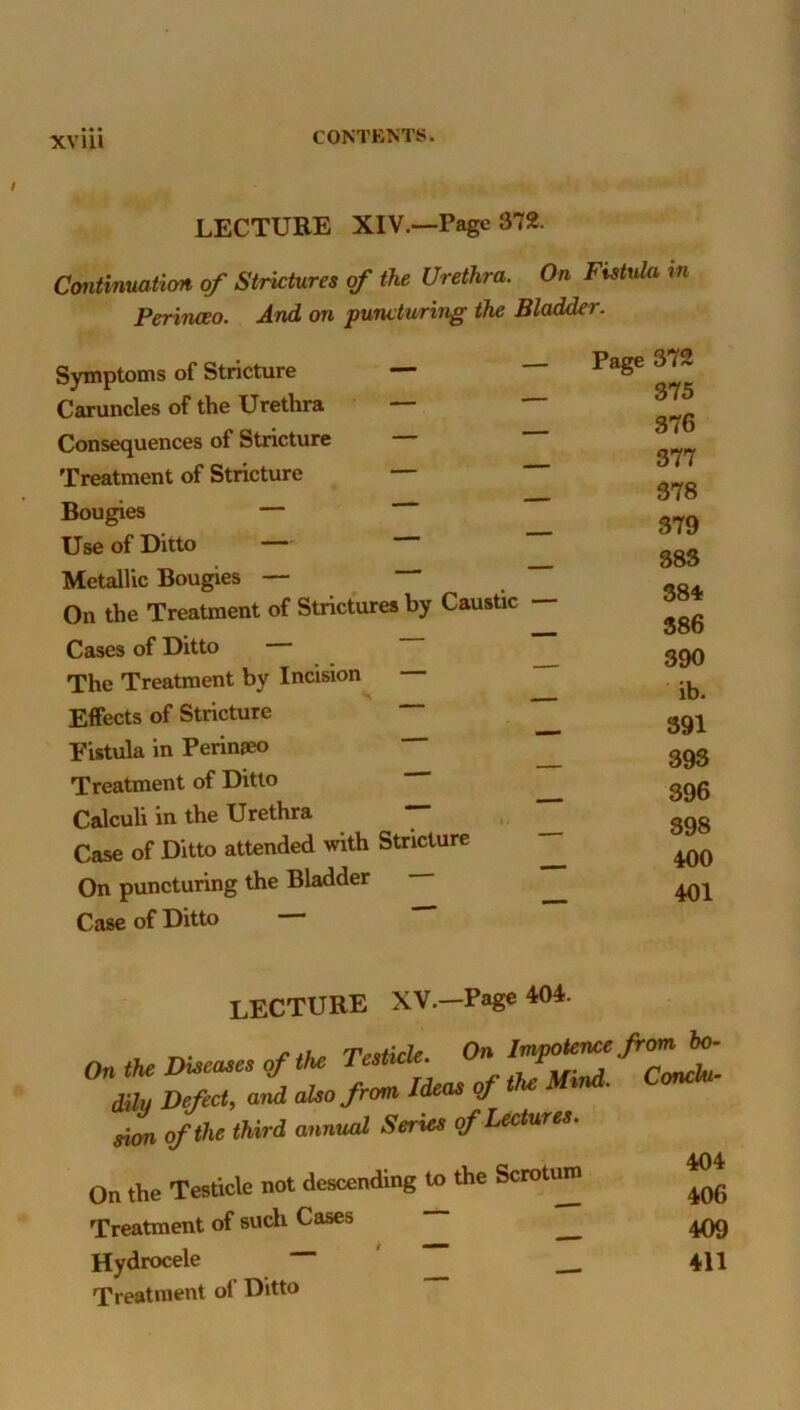 xviii CONTENTS.
LECTURE XIV.—Page 372.
Continuation of Strictures of the Urethra. On Fistula in
Perinæo. And on puncturing the Bladder.
Symptoms of Stricture — — Page 372
Caruncles of the Urethra — — 375
Consequences of Stricture — — 376
Treatment of Stricture — — 377
Bougies — — — 378
Use of Ditto — — — 379
Metallic Bougies — — — 383
On the Treatment of Strictures by Caustic — 384
Cases of Ditto — — — 386
The Treatment by Incision — — 390
Effects of Stricture — — ib.
Fistula in Perinæo — — 391
Treatment of Ditto — — 393
Calculi in the Urethra — — 396
Case of Ditto attended with Stricture — 398
On puncturing the Bladder — — 400
Case of Ditto — — — 401
LECTURE XV.—Page 404.
On the Diseases of the Testicle. On Impotence from bo-
dily Defect, and also from Ideas of the Mind. Conclu-
sion of the third annual Series of Lectures.
On the Testicle not descending to the Scrotum 404
Treatment of such Cases — — 406
Hydrocele — — — 409
Treatment of Ditto — — 411